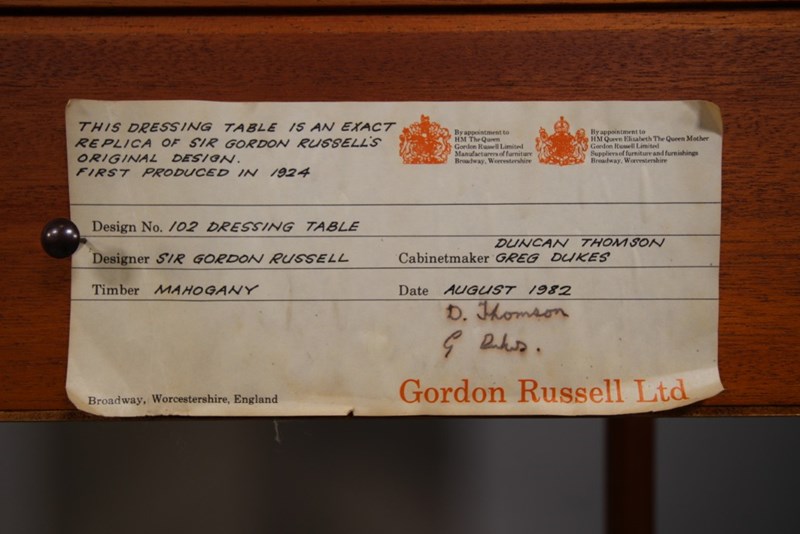 THIS DRESSING TABLE IS AN EXACT
REPLICA OF SIR GORDON RUSSELL'S
ORIGINAL DESIGN.
FIRST PRODUCED IN 1924
By appointment to
HM The Queen
Gordon Russell Limited
Manufacturers of furniture
Broadway, Worcestershire
By appointment to
HM Queen Elizabeth The Queen Mother
Gordon Russell Limited
Suppliers of furniture and furnishings
Broadway, Worcestershire
Design No. 102 DRESSING TABLE
Designer SIR GORDON RUSSELL
Cabinetmaker DUNCAN THOMSON
GREG DUKES
Timber MAHOGANY
Date AUGUST 1982
D. Thomson
G Dukes.
Broadway, Worcestershire, England
Gordon Russell Ltd